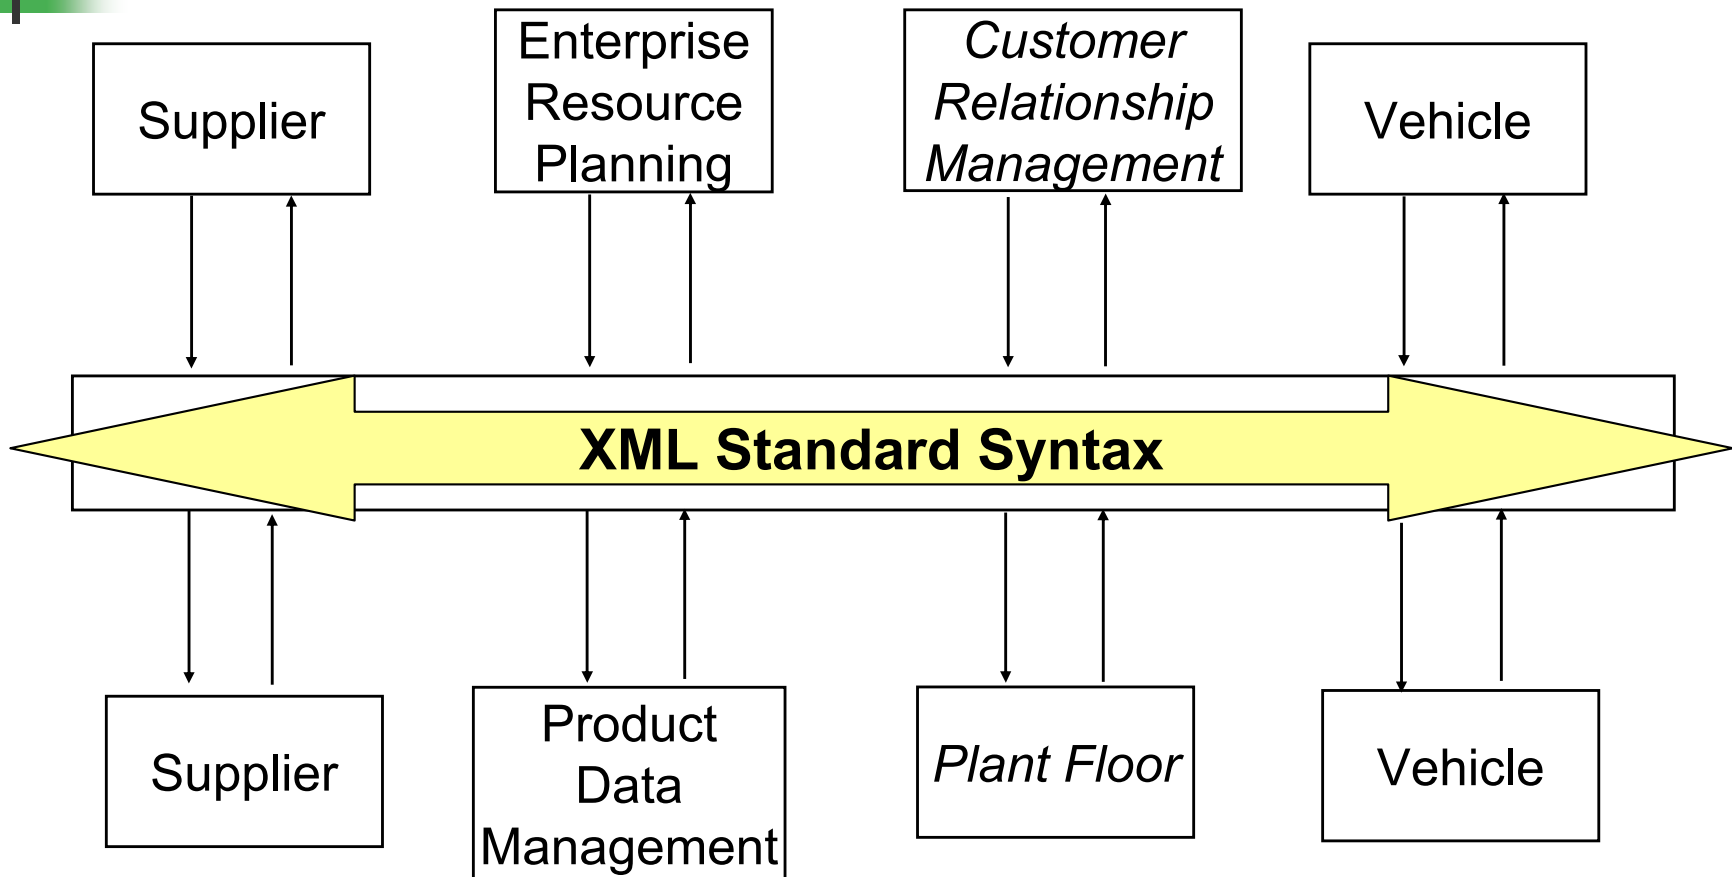 Supplier
Enterprise
Resource
Planning
Customer
Relationship
Management
Vehicle
XML Standard Syntax
Supplier
Product
Data
Management
Plant Floor
Vehicle